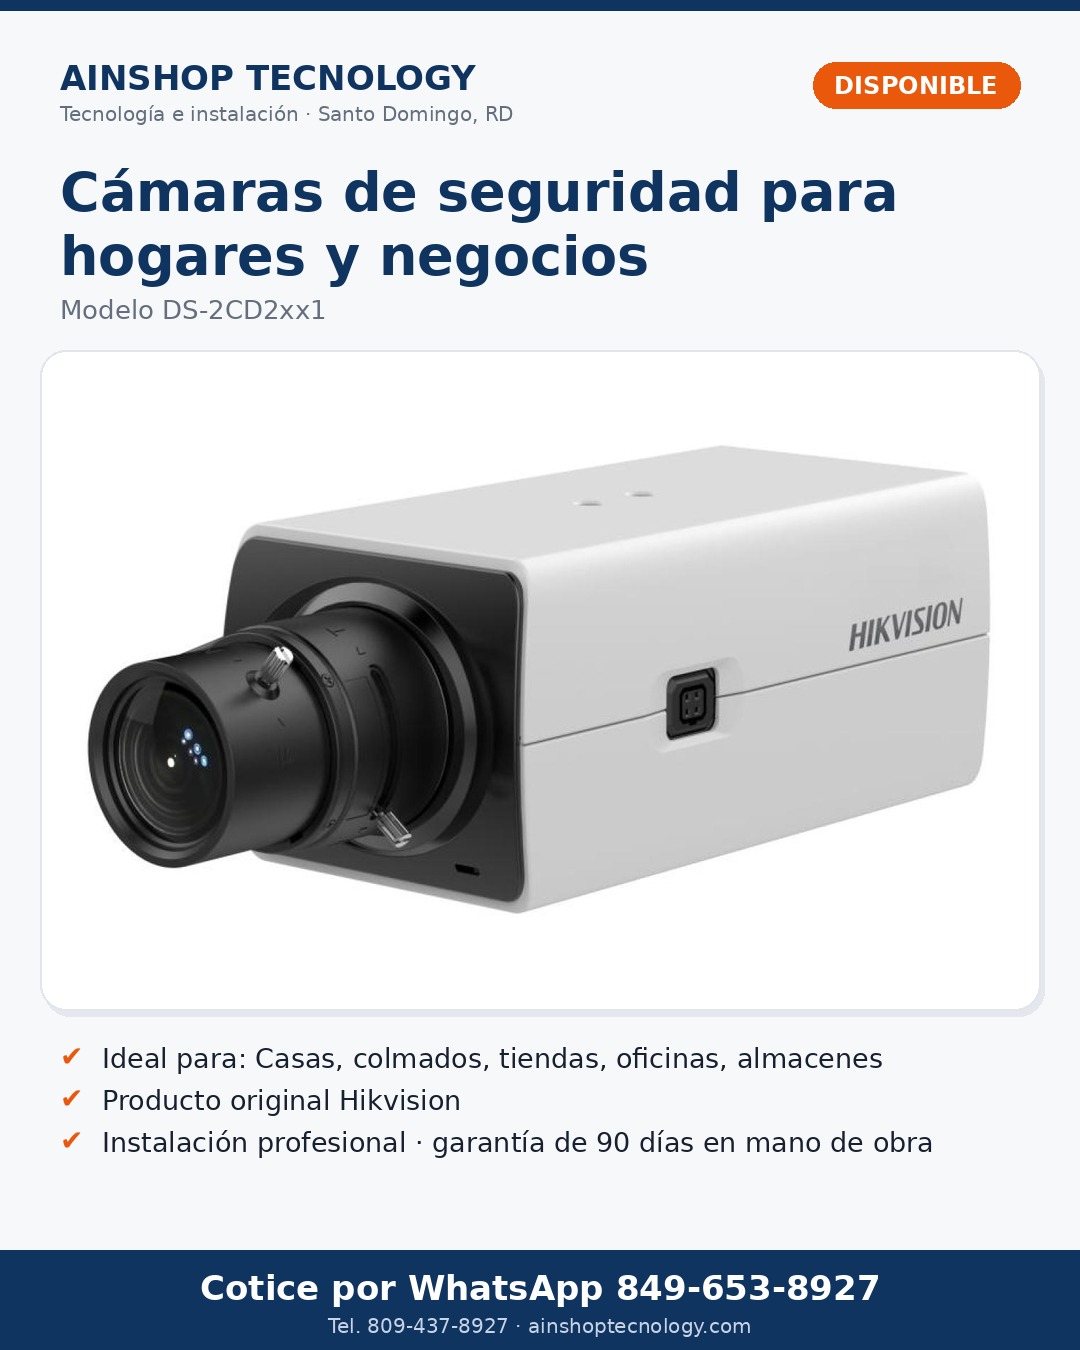 AINSHOP TECNOLOGY
DISPONIBLE
Tecnología e instalación · Santo Domingo, RD
Cámaras de seguridad para
hogares y negocios
Modelo DS-2CD2xx1
HIKVISION
✔ Ideal para: Casas, colmados, tiendas, oficinas, almacenes
✔ Producto original Hikvision
✔ Instalación profesional · garantía de 90 días en mano de obra
Cotice por WhatsApp 849-653-8927
Tel. 809-437-8927 · ainshoptecnology.com